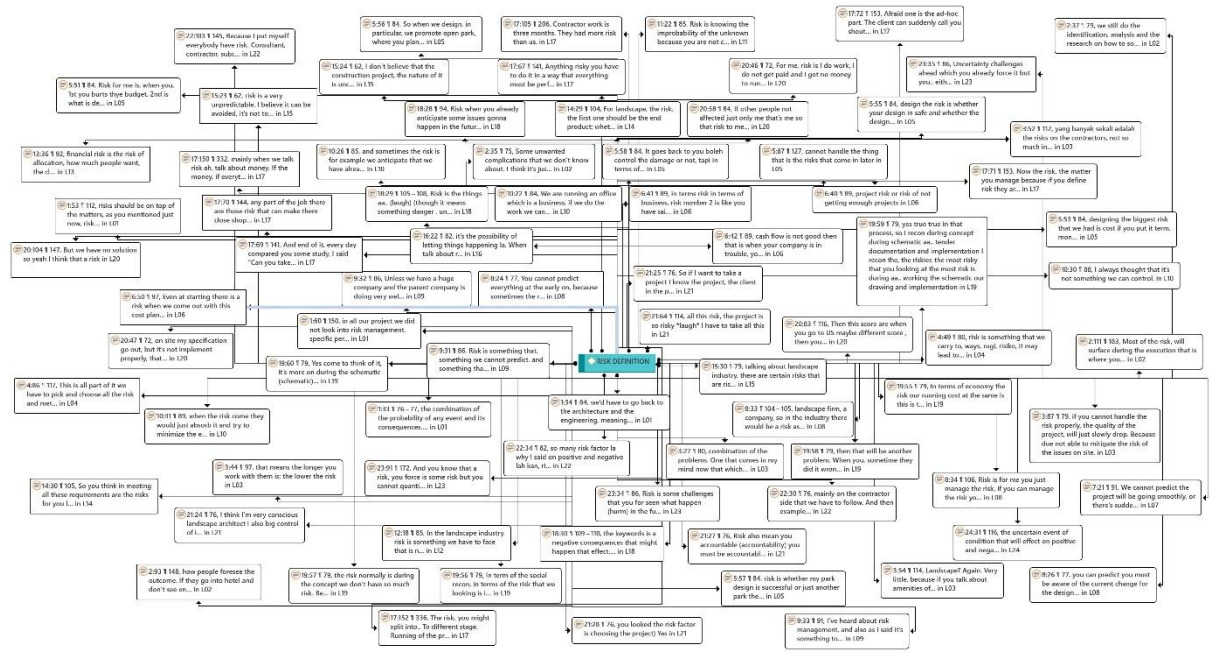 5:56 ¶ 84, So when we design, in
particular, we promote open park,
where you plan... in L05
17:105 ¶ 206, Contractor work is
three months. They had more risk
than us. in L17
11:22 ¶ 85, Risk is knowing the
improbability of the unknown
because you are not c... in L11
17:72 ¶ 153, Afraid one is the ad-hoc
part. The client can suddenly call you
shout... in L17
2:37 ¶ 79, we still do the
identification, analysis and the
research on how to so... in L02
22:103 ¶ 145, Because I put myself
everybody have risk. Consultant,
contractor, subc... in L22
15:24 ¶ 62, I don't believe that the
construction project, the nature of it
is unc... in L15
17:67 ¶ 141, Anything risky you have
to do it in a way that everything
must be perf... in L17
20:46 ¶ 72, For me, risk is I do work, I
do not get paid and I got no money
to run... in L20
23:35 ¶ 86, Uncertainty challenges
ahead which you already force it but
you.. eith... in L23
5:51 ¶ 84, Risk for me is, when you,
1st you bursts thye budget. 2nd is
what is de... in L05
15:23 ¶ 62, risk is a very
unpredictable. I believe it can be
avoided, it's not to... in L15
18:28 ¶ 94, Risk when you already
anticipate some issues gonna
happen in the futur... in L18
14:29 ¶ 104, For landscape, the risk,
the first one should be the end
product; whet... in L14
20:58 ¶ 84, If other people not
affected just only me that's me so
that risk to me... in L20
5:55 ¶ 84, design the risk is whether
your design in safe and whether the
design... in L05
3:52 ¶ 112, yang banyak sekali adalah
the risks on the contractors, not so
much in... in L03
13:36 ¶ 92, financial risk is the risk of
allocation, how much people want,
the cl... in L13
17:150 ¶ 332, mainly when we talk
risk ah, talk about money. If the
money, if everyt... in L17
10:26 ¶ 85, and sometimes the risk is
for example we anticipate that we
have alrea... in L10
2:35 ¶ 75, Some unwanted
complications that we don't know
about. I think it's jus... in L02
5:58 ¶ 84, It goes back to you boleh
control the damage or not, tapi in
terms of... in L05
5:87 ¶ 127, cannot handle the thing
that is the risks that come in later in
L05
17:71 ¶ 153, Now the risk, the matter
you manage because if you define
risk they ar... in L17
1:53 ¶ 112, risks should be on top of
the matters, as you mentioned just
now, risk... in L01
17:70 ¶ 144, any part of the job there
are those risk that can make them
close shop... in L17
18:29 ¶ 105 – 108, Risk is the things
aa.. (laugh) (though it means
something danger , un... in L18
10:22 ¶ 84, We are running an office
which is a business, if we do the
work we can... in L10
6:41 ¶ 89, in terms risk in terms of
business, risk number 2 is like you
have sai... in L06
6:40 ¶ 89, project risk or risk of not
getting enough projects in L06
5:53 ¶ 84, designing the biggest risk
that we had is cost if you put it term,
mon... in L05
20:104 ¶ 147, But we have no solution
so yeah I think that a risk in L20
17:69 ¶ 141, And end of it, every day
compared you some study, I said
"Can you take... in L17
16:22 ¶ 82, it's the possibility of
letting things happening la. When
talk about r... in L16
6:42 ¶ 89, cash flow is not good then
that is when your company is in
trouble, yo... in L06
19:59 ¶ 79, yes true true in that
process, so I recon during concept
during schematic aa.. tender
documentation and implementation I
recon the, the riskier, the most risky
that you looking at the most risk is
during aa... working the schematic our
drawing and implementation in L19
10:30 ¶ 88, I always thought that it's
not something we can control. in L10
9:32 ¶ 86, Unless we have a huge
company and the parent company is
doing very wel... in L09
8:24 ¶ 77, You cannot predict
everything at the early on, because
sometimes the r... in L08
21:25 ¶ 76, So if I want to take a
project I know the project, the client
in the p... in L21
6:50 ¶ 97, Even at starting there is a
risk when we come out with this
cost plan... in L06
1:60 ¶ 150, in all our project we did
not look into risk management.
specific per... in L01
21:64 ¶ 114, all this risk, the project is
so risky *laugh* I have to take all this
in L21
20:83 ¶ 116, Then this score are when
you go to DS maybe different score ,
then you... in L20
4:49 ¶ 80, risk is something that we
carry to, ways, rugi, risiko, it may
lead to... in L04
2:111 ¶ 183, Most of the risk, will
surface during the execution that is
where you... in L02
20:47 ¶ 72, on site my specification
go out, but it's not implement
properly, that... in L20
19:60 ¶ 79, Yes come to think of it,
it's more on during the schematic
(schematic)... in L19
9:31 ¶ 86, Risk is something that,
something we cannot predict, and
something tha... in L09
RISK DEFINITION
15:30 ¶ 79, talking about landscape
industry, there are certain risks that
are ris... in L15
4:86 ¶ 117, This is all part of it we
have to pick and choose all the risk
and met... in L04
10:31 ¶ 89, when the risk come they
would just absorb it and try to
minimize the e... in L10
1:33 ¶ 76 – 77, the combination of
the probability of any event and its
consequences.... in L01
1:34 ¶ 84, we'd have to go back to
the architecture and the
engineering, meaning... in L01
8:33 ¶ 104 – 105, landscape firm, a
company, so in the industry there
would be a risk as... in L08
19:55 ¶ 79, In terms of economy the
risk our running cost at the same is
this is t... in L19
3:87 ¶ 79, if you cannot handle the
risk properly, the quality of the
project, will just slowly drop. Because
due not able to mitigate the risk of
the issues on site. in L03
22:34 ¶ 82, so many risk factor la
why I said on positive and negative
lah kan, ri... in L22
3:27 ¶ 80, combination of the
problems. One that comes in my
mind now that which... in L03
19:58 ¶ 79, then that will be another
problem. When you, sometime they
did it wron... in L19
3:44 ¶ 97, that means the longer you
work with them is: the lower the risk
in L03
23:91 ¶ 172, And you know that a
risk, you force is some risk but you
cannot quanti... in L23
8:34 ¶ 106, Risk is for me you just
manage the risk, if you can manage
the risk yo... in L08
7:21 ¶ 91, We cannot predict the
project will be going smoothly, or
there's sudde... in L07
14:30 ¶ 105, So you think in meeting
all these requirements are the risks
for you l... in L14
23:34 ¶ 86, Risk is some challenges
that you for seen what happen
(harm) in the fu... in L23
22:30 ¶ 76, mainly on the contractor
side that we have to follow. And then
example... in L22
21:24 ¶ 76, I think I'm very conscious
landscape architect I also big control
of i... in L21
12:18 ¶ 85, In the landscape industry,
risk is something we have to face
that is n... in L12
18:30 ¶ 109 – 110, the keywords is a
negative consequences that might
happen that effect.... in L18
21:27 ¶ 76, Risk also mean you
accountable (accountability) you
must be accountabl... in L21
24:31 ¶ 116, the uncertain event of
condition that will effect on positive
and nega... in L24
2:93 ¶ 148, how people foresee the
outcome. If they go into hotel and
don't see en... in L02
19:57 ¶ 79, the risk normally is during
the concept we don't have so much
risk. Be... in L19
19:56 ¶ 79, In term of the social
recon, in terms of the risk that we
looking is i... in L19
5:57 ¶ 84, risk is whether my park
design is successful or just another
park the... in L05
3:54 ¶ 114, Landscape? Again. Very
little, because if you talk about
amenities of... in L03
8:26 ¶ 77, you can predict you must
be aware of the current change for
the design... in L08
17:152 ¶ 336, The risk, you might
split into.. To different stage.
Running of the pr... in L17
21:28 ¶ 76, you looked the risk factor
is choosing the project) Yes in L21
9:33 ¶ 91, I've heard about risk
management, and also as I said it's
something to... in L09